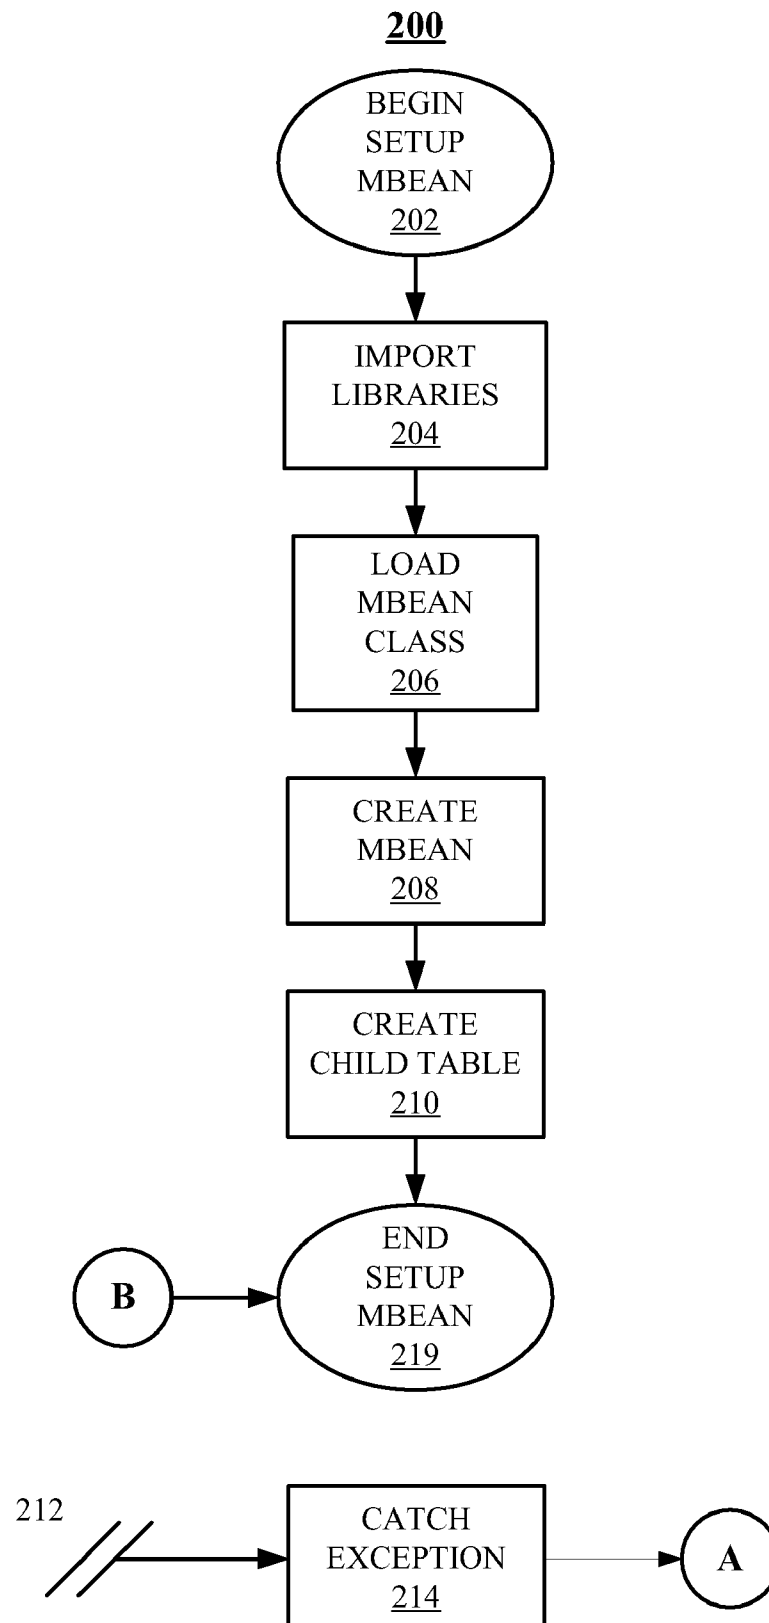 200
BEGIN
SETUP
MBEAN
202
IMPORT
LIBRARIES
204
LOAD
MBEAN
CLASS
206
CREATE
MBEAN
208
CREATE
CHILD TABLE
210
END
SETUP
MBEAN
219
B
212
CATCH
EXCEPTION
214
A